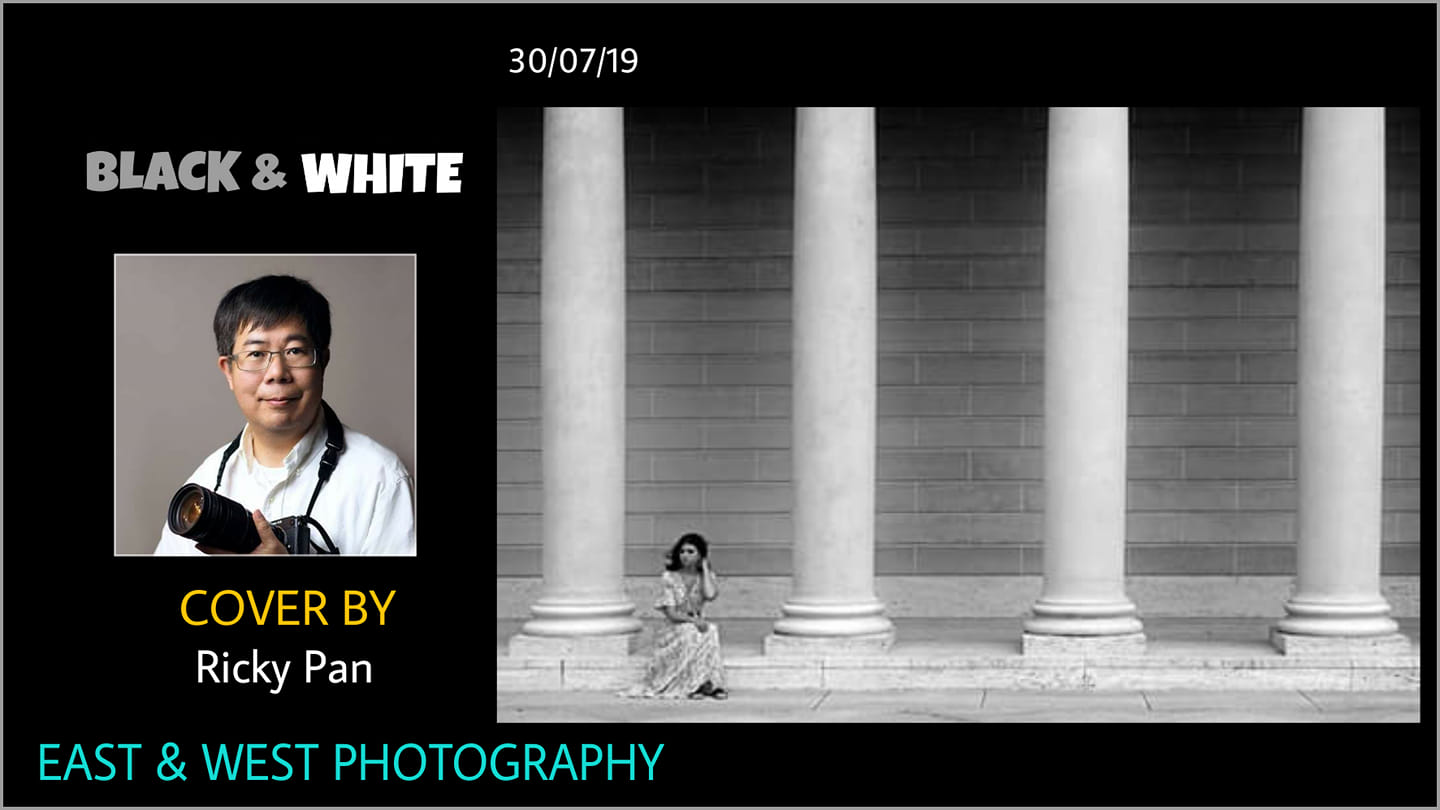 30/07/19
BLACK & WHITE
COVER BY
Ricky Pan
EAST & WEST PHOTOGRAPHY